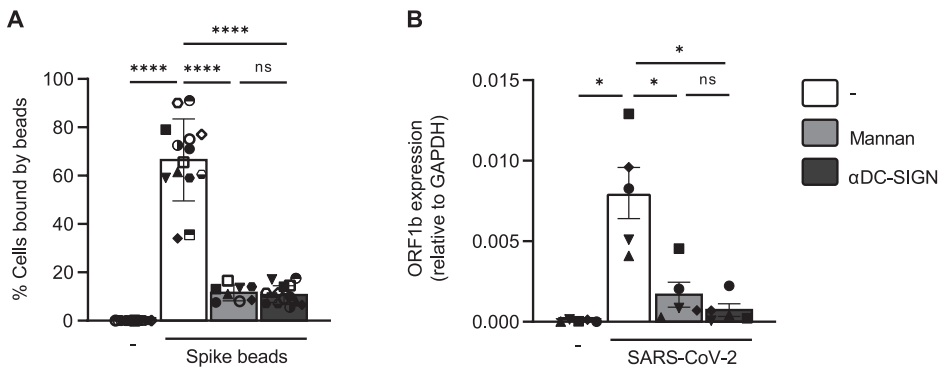 A
B
****
****
****
ns
% Cells bound by beads
100
80
60
40
20
0
-
Spike beads
*
*
*
ns
ORF1b expression
(relative to GAPDH)
0.015
0.010
0.005
0.000
-
SARS-CoV-2
-
Mannan
αDC-SIGN